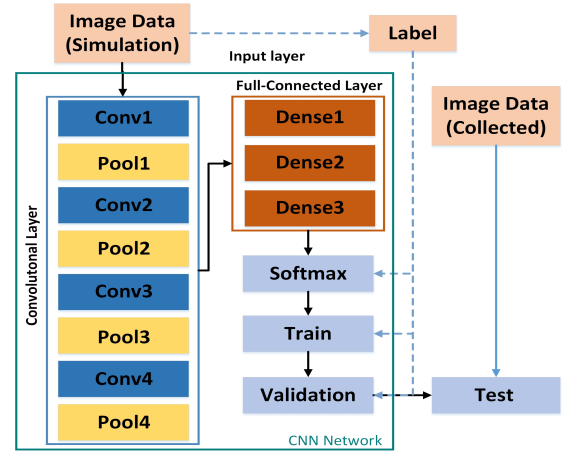 Image Data
(Simulation)
Label
Input layer
Full-Connected Layer
Image Data
(Collected)
Convolutonal Layer
Conv1
Pool1
Conv2
Pool2
Conv3
Pool3
Conv4
Pool4
Dense1
Dense2
Dense3
Softmax
Train
Validation
Test
CNN Network